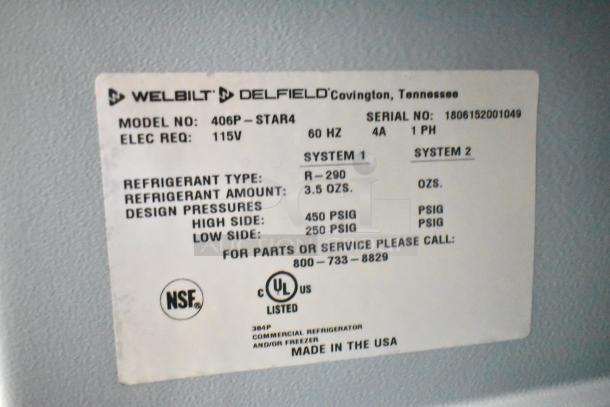 WELBILT DELFIELD Covington, Tennessee
MODEL NO: 406P-STAR4 SERIAL NO: 1806152001049
ELEC REQ: 115V 60 HZ 4A 1 PH
SYSTEM 1 SYSTEM 2
REFRIGERANT TYPE: R-290
REFRIGERANT AMOUNT: 3.5 OZS. OZS.
DESIGN PRESSURES
HIGH SIDE: 450 PSIG PSIG
LOW SIDE: 250 PSIG PSIG
FOR PARTS OR SERVICE PLEASE CALL:
800-733-8829
NSF®
C UL US
LISTED
384P
COMMERCIAL REFRIGERATOR
AND/OR FREEZER
MADE IN THE USA